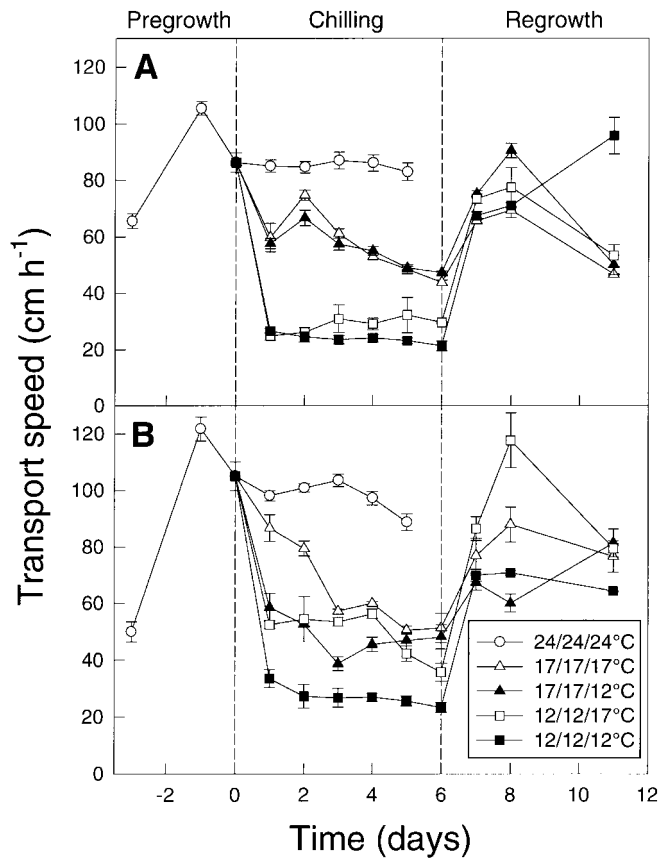 Pregrowth Chilling Regrowth
A
120
100
80
60
40
20
0
B
120
100
80
60
40
20
0
Transport speed (cm h⁻¹)
24/24/24°C
17/17/17°C
17/17/12°C
12/12/17°C
12/12/12°C
-2 0 2 4 6 8 10 12
Time (days)